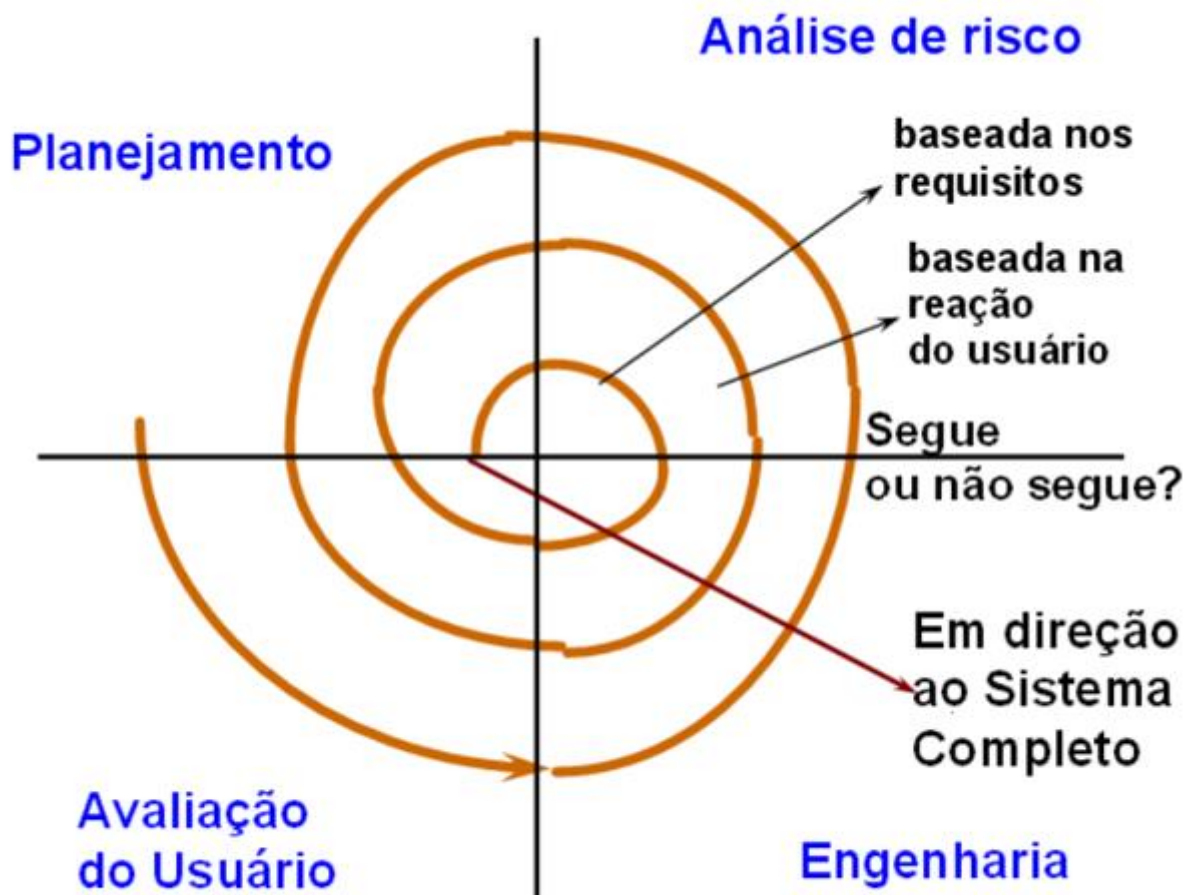 Análise de risco
Planejamento
baseada nos
requisitos
baseada na
reação
do usuário
Segue
ou não segue?
Em direção
ao Sistema
Completo
Avaliação
do Usuário
Engenharia